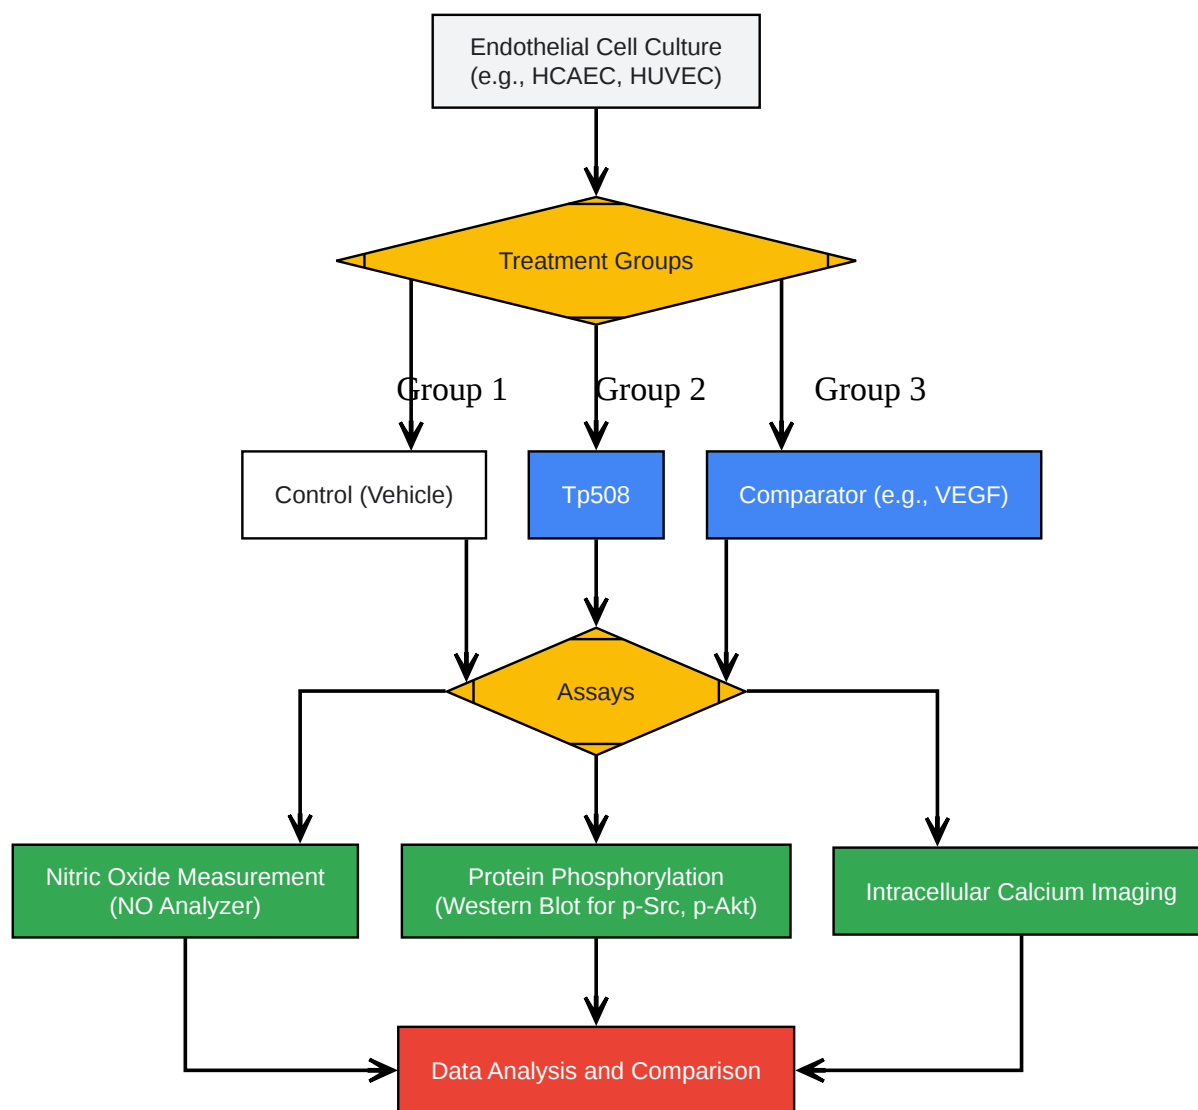 Endothelial Cell Culture
(e.g., HCAEC, HUVEC)
Treatment Groups
Group 1
Group 2
Group 3
Control (Vehicle)
Tp508
Comparator (e.g., VEGF)
Assays
Nitric Oxide Measurement
(NO Analyzer)
Protein Phosphorylation
(Western Blot for p-Src, p-Akt)
Intracellular Calcium Imaging
Data Analysis and Comparison